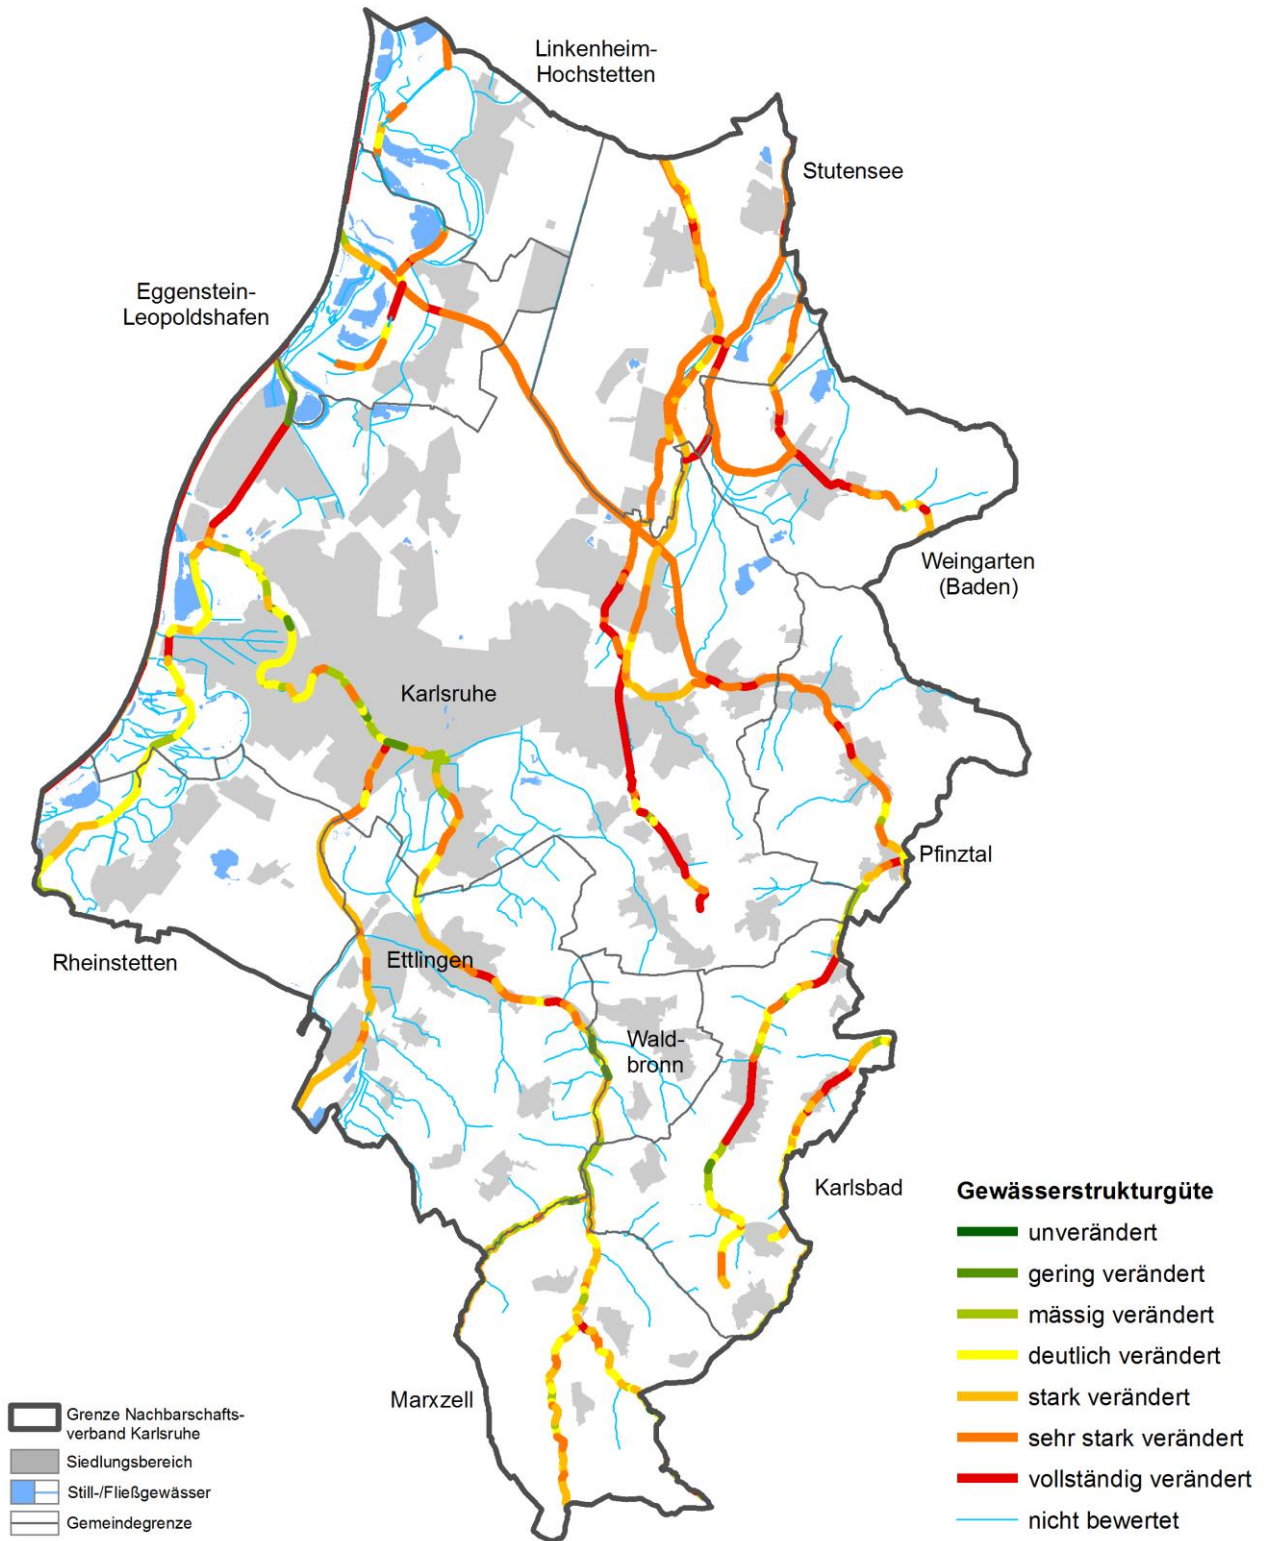 Linkenheim-
Hochstetten
Stutensee
Eggenstein-
Leopoldshafen
Weingarten
(Baden)
Karlsruhe
Pfinztal
Rheinstetten
Ettlingen
Wald-
bronn
Karlsbad
Marxzell
Gewässerstrukturgüte
unverändert
gering verändert
mässig verändert
deutlich verändert
stark verändert
sehr stark verändert
vollständig verändert
nicht bewertet
Grenze Nachbarschafts-
verband Karlsruhe
Siedlungsbereich
Still-/Fließgewässer
Gemeindegrenze